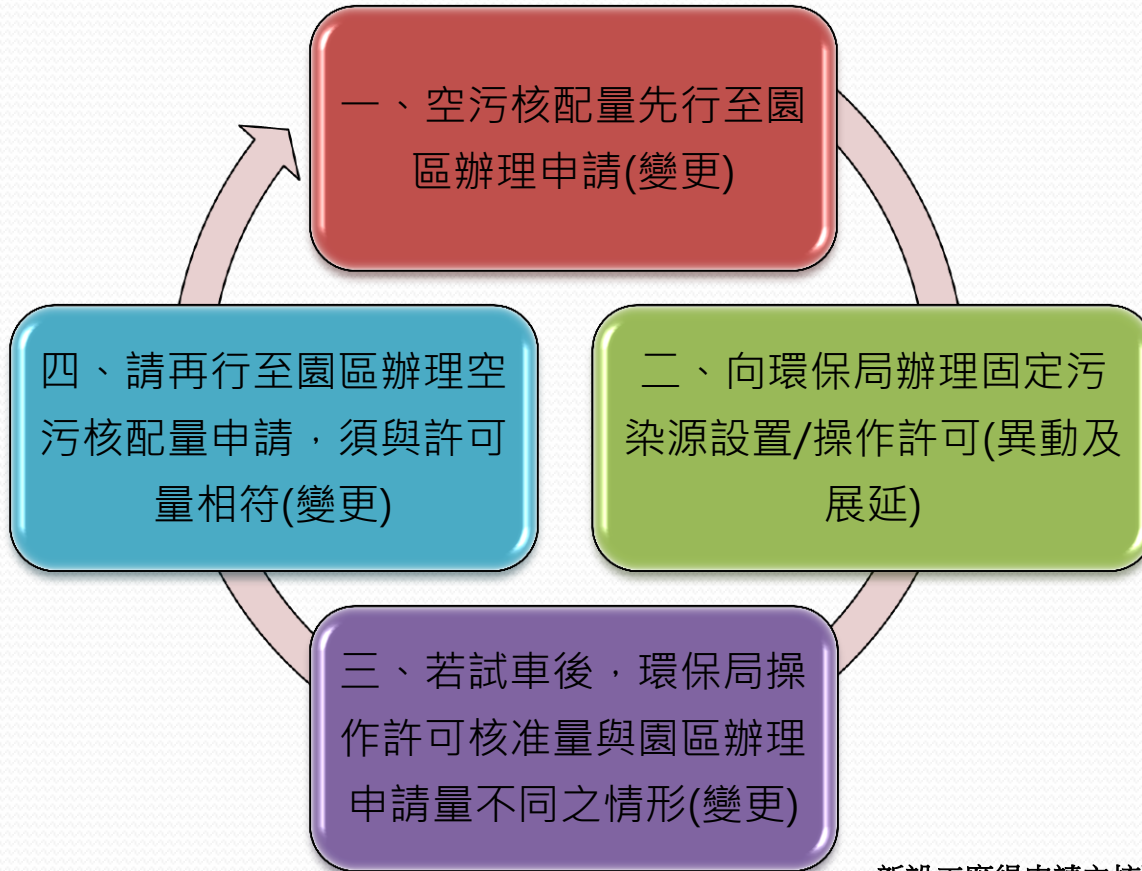 一、空污核配量先行至園
區辦理申請(變更)
二、向環保局辦理固定污
染源設置/操作許可(異動及
展延)
三、若試車後，環保局操
作許可核准量與園區辦理
申請量不同之情形(變更)
四、請再行至園區辦理空
污核配量申請，須與許可
量相符(變更)